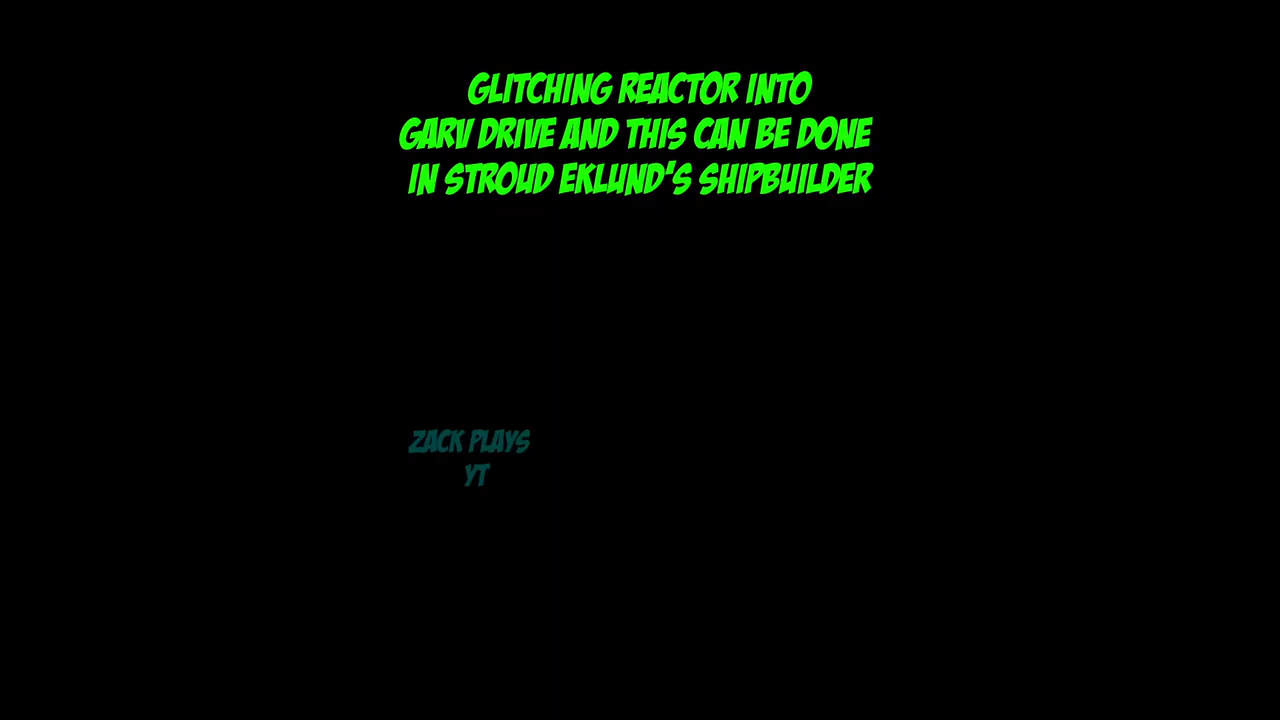 GLITCHING REACTOR INTO
GARV DRIVE AND THIS CAN BE DONE
IN STROUD EKLUND'S SHIPBUILDER
ZACK PLAYS
YT